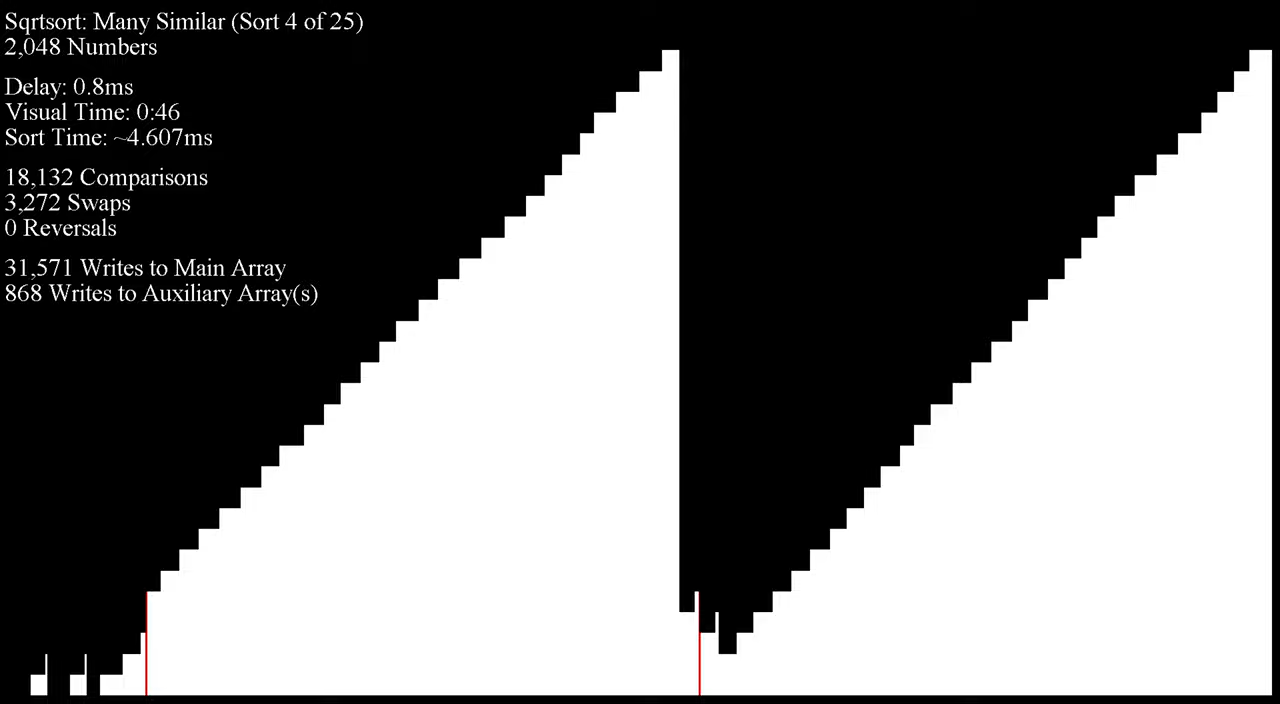 Sqrtsort: Many Similar (Sort 4 of 25)
2,048 Numbers
Delay: 0.8ms
Visual Time: 0:46
Sort Time: ~4.607ms
18,132 Comparisons
3,272 Swaps
0 Reversals
31,571 Writes to Main Array
868 Writes to Auxiliary Array(s)